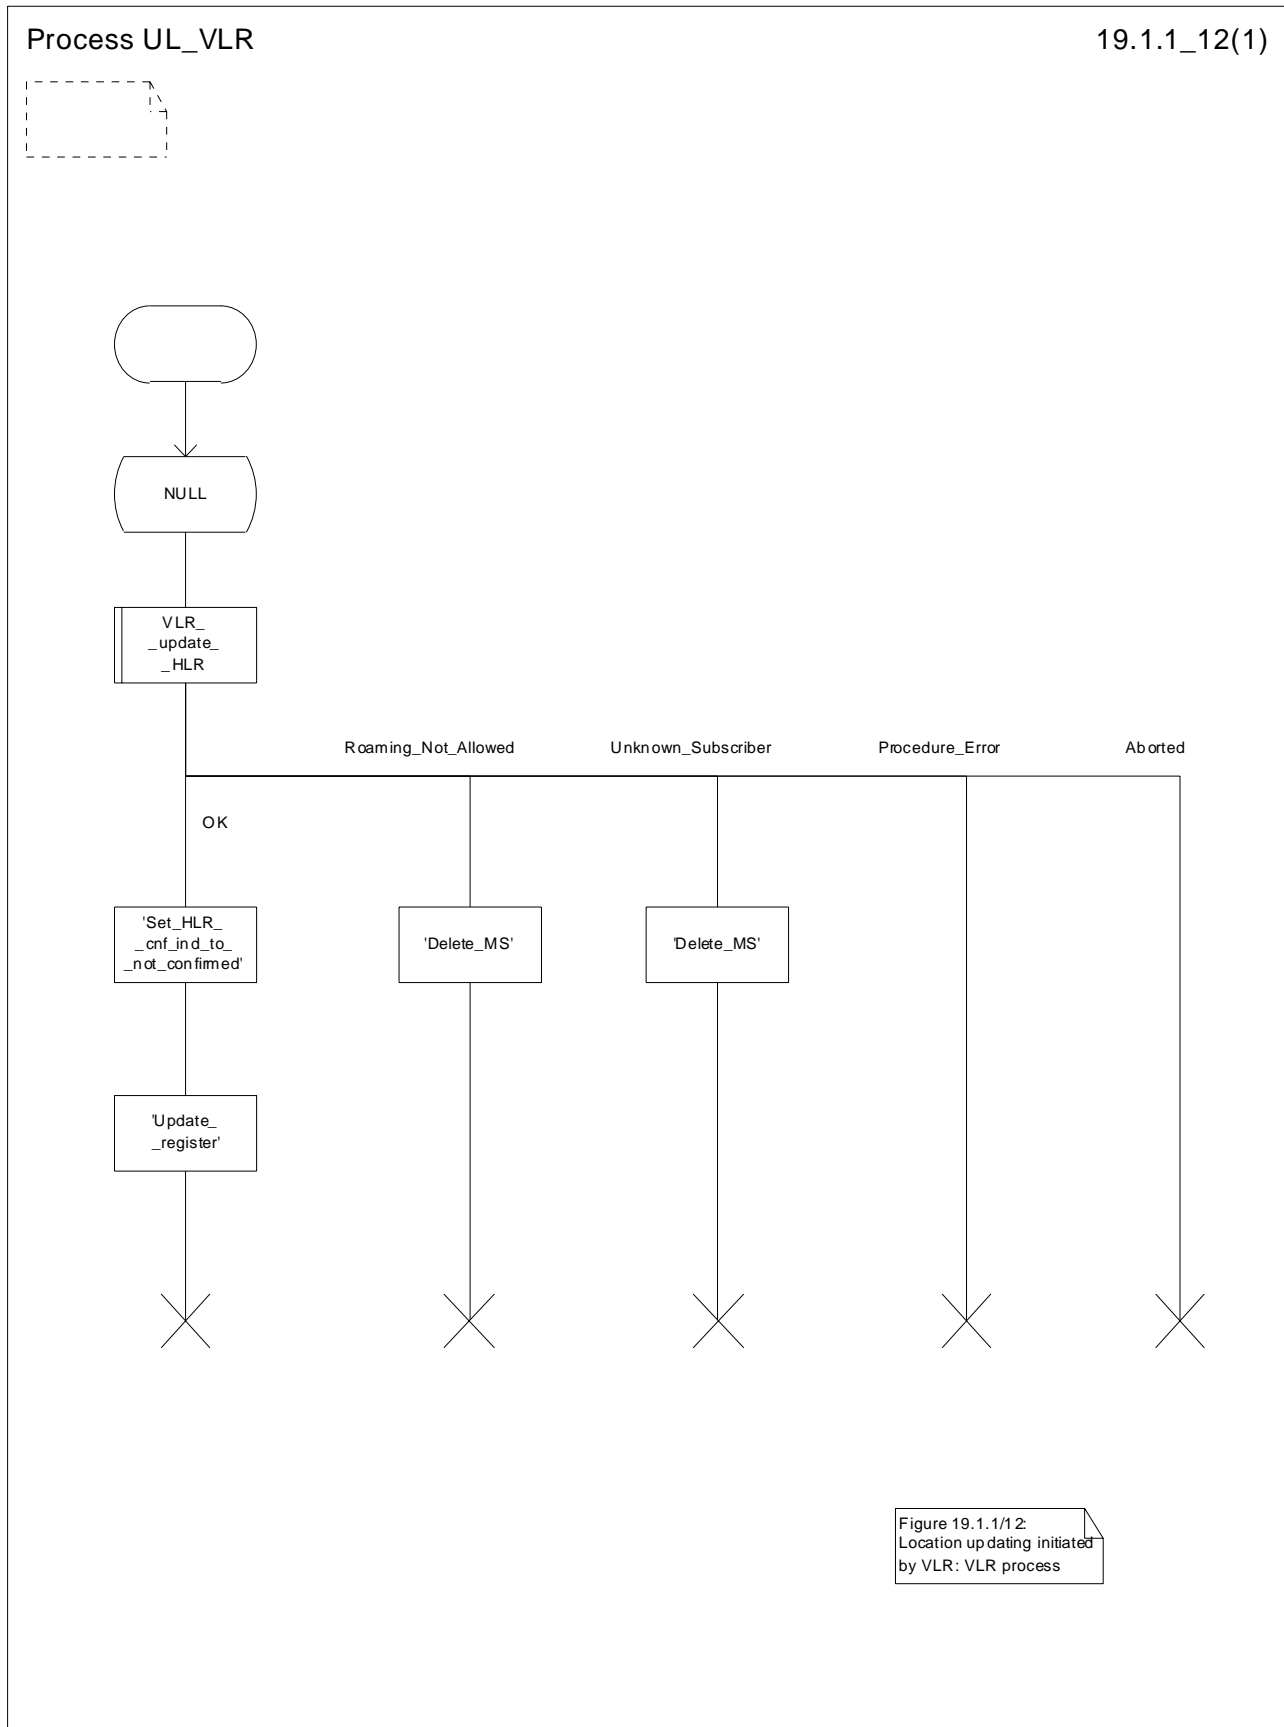 Process UL_VLR
19.1.1_12(1)
NULL
VLR_
_update_
_HLR
Roaming_Not_Allowed
Unknown_Subscriber
Procedure_Error
Aborted
OK
'Set_HLR_
_cnf_ind_to_
_not_confirmed'
'Delete_MS'
'Delete_MS'
'Update_
_register'
Figure 19.1.1/12:
Location updating initiated
by VLR: VLR process